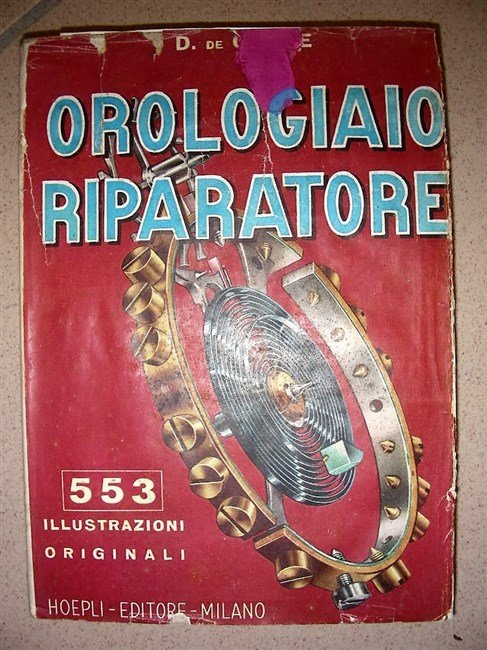 D. DE
OROLOGIAIO
RIPARATORE
553
ILLUSTRAZIONI
ORIGINALI
HOEPLI-EDITORE-MILANO